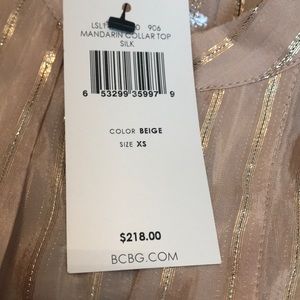 906
MANDARIN COLLAR TOP
SILK
6 53299 35997 9
COLOR BEIGE
SIZE XS
$218.00
BCBG.COM